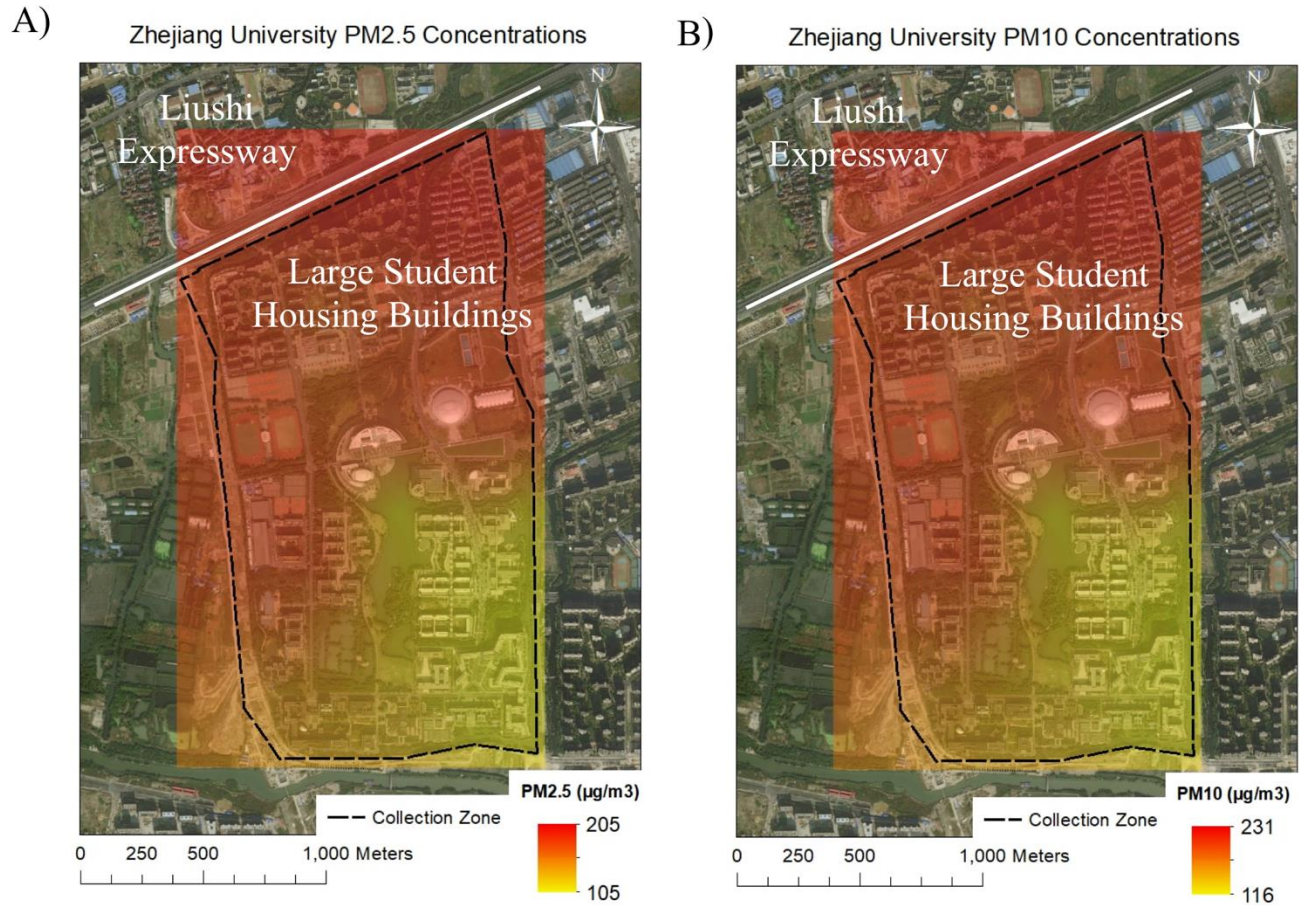 A)
Zhejiang University PM2.5 Concentrations
N
Liushi
Expressway
Large Student
Housing Buildings
PM2.5 (µg/m3)
Collection Zone
205
105
0 500 1,000 Meters
B)
Zhejiang University PM10 Concentrations
N
Liushi
Expressway
Large Student
Housing Buildings
PM10 (µg/m3)
Collection Zone
231
116
0 500 1,000 Meters